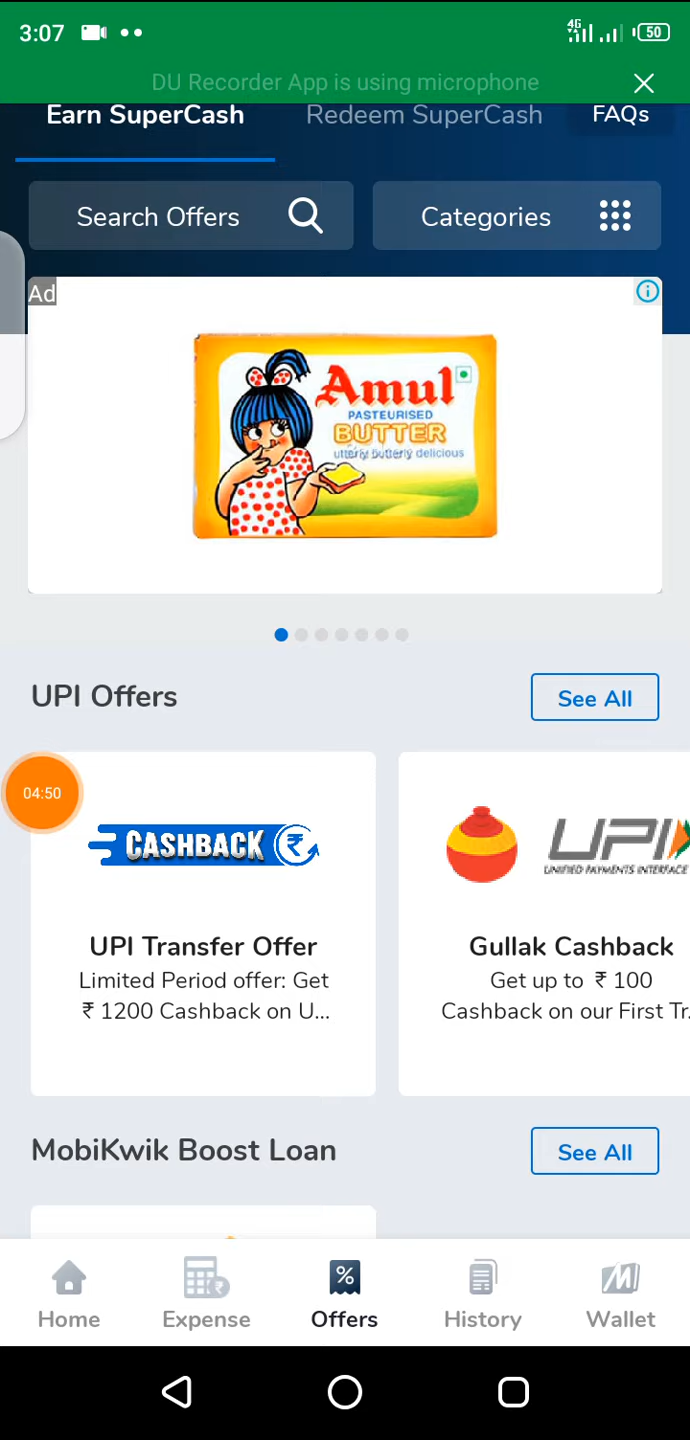 3:07
4G
50
DU Recorder App is using microphone
Earn SuperCash
Redeem SuperCash
FAQs
Search Offers
Categories
Ad
Amul
PASTEURISED
BUTTER
utterly butterly delicious
UPI Offers
See All
04:50
CASHBACK ₹
UPI
UNIFIED PAYMENTS INTERFACE
UPI Transfer Offer
Limited Period offer: Get
₹ 1200 Cashback on U...
Gullak Cashback
Get up to ₹ 100
Cashback on our First Tr.
MobiKwik Boost Loan
See All
Home
Expense
Offers
History
Wallet